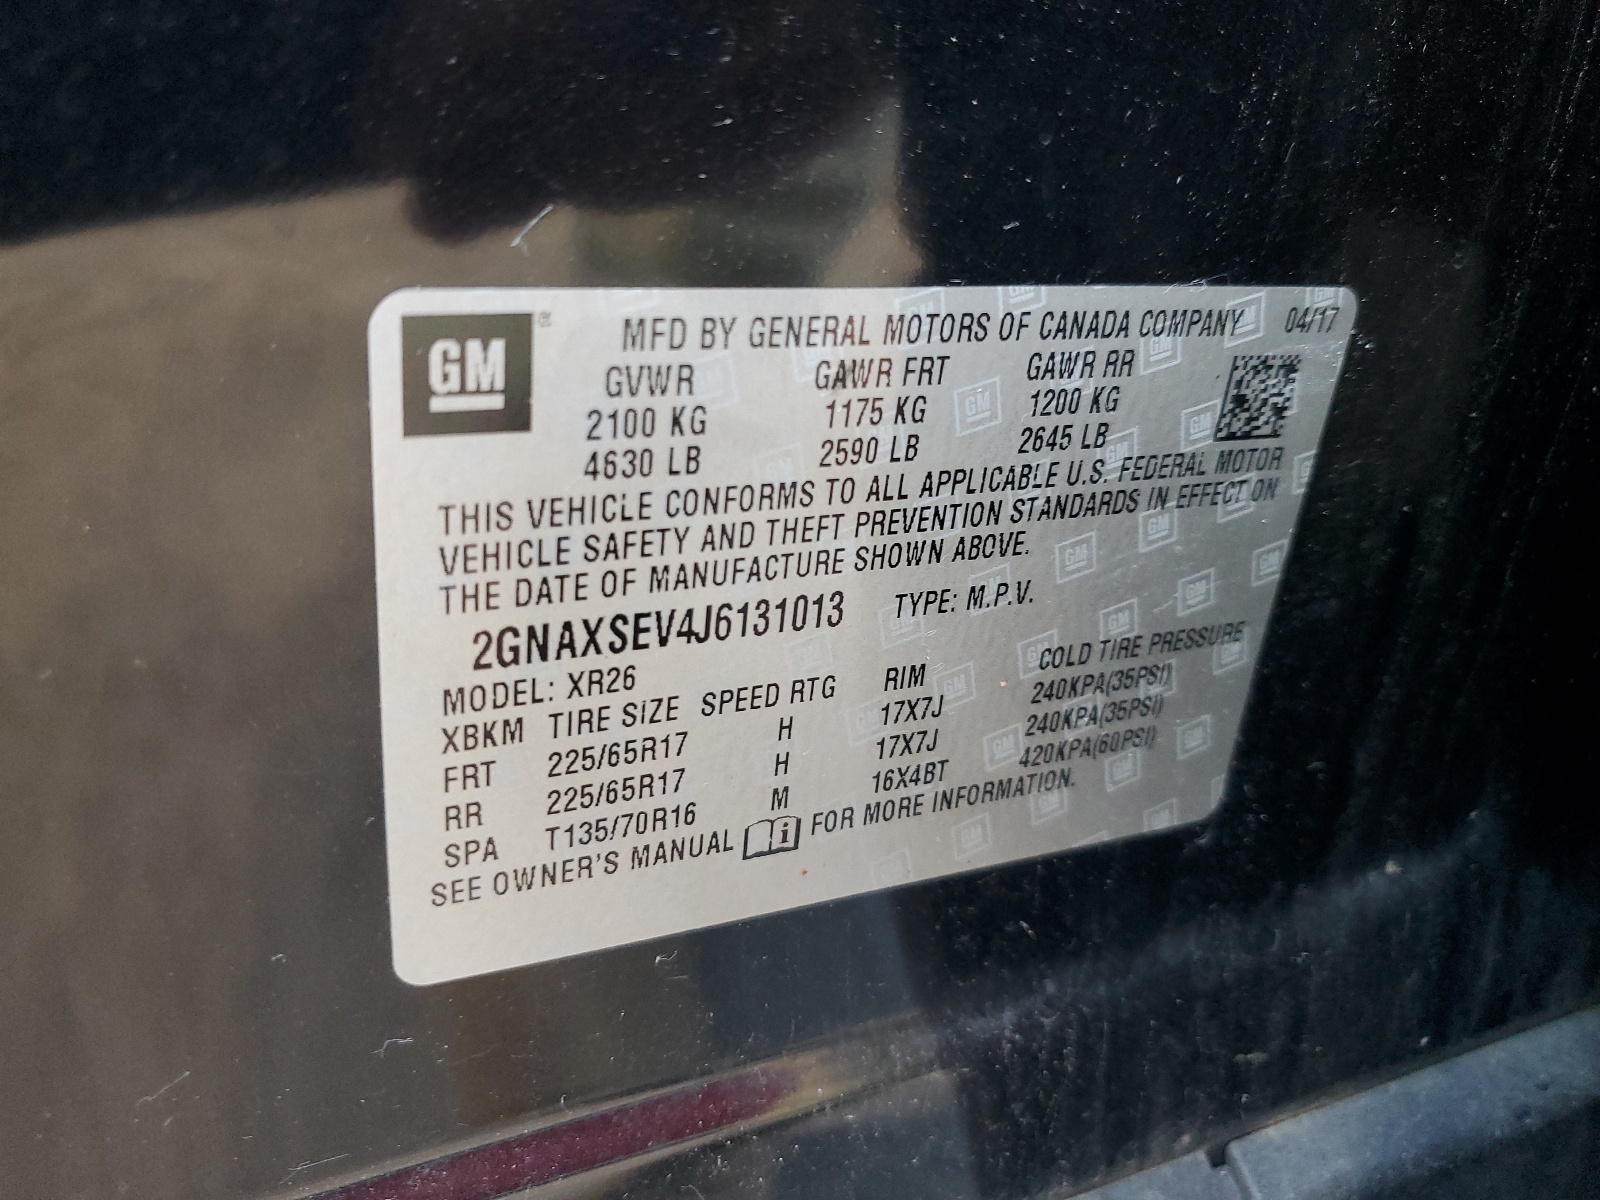 GM
MFD BY GENERAL MOTORS OF CANADA COMPANY 04/17
GVWR GAWR FRT GAWR RR
2100 KG 1175 KG 1200 KG
4630 LB 2590 LB 2645 LB
THIS VEHICLE CONFORMS TO ALL APPLICABLE U.S. FEDERAL MOTOR
VEHICLE SAFETY AND THEFT PREVENTION STANDARDS IN EFFECT ON
THE DATE OF MANUFACTURE SHOWN ABOVE.
2GNAXSEV4J6131013 TYPE: M.P.V.
MODEL: XR26
XBKM TIRE SIZE SPEED RTG RIM COLD TIRE PRESSURE
FRT 225/65R17 H 17X7J 240KPA(35PSI)
RR 225/65R17 H 17X7J 240KPA(35PSI)
SPA T135/70R16 M 16X4BT 420KPA(60PSI)
SEE OWNER'S MANUAL i FOR MORE INFORMATION.